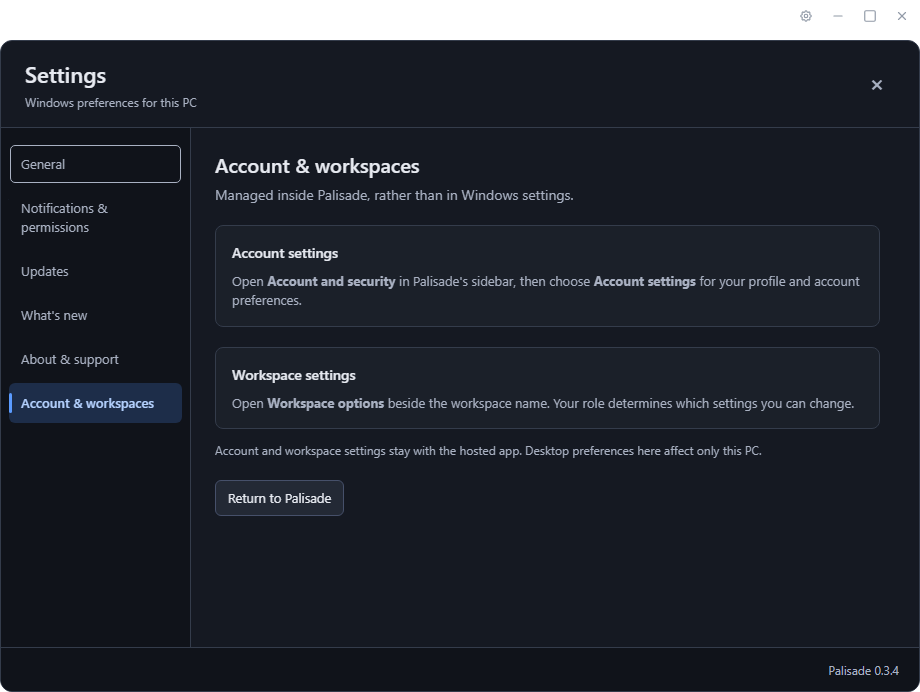 Settings
Windows preferences for this PC
General
Notifications &
permissions
Updates
What's new
About & support
Account & workspaces
Account & workspaces
Managed inside Palisade, rather than in Windows settings.
Account settings
Open Account and security in Palisade's sidebar, then choose Account settings for your profile and account
preferences.
Workspace settings
Open Workspace options beside the workspace name. Your role determines which settings you can change.
Account and workspace settings stay with the hosted app. Desktop preferences here affect only this PC.
Return to Palisade
Palisade 0.3.4